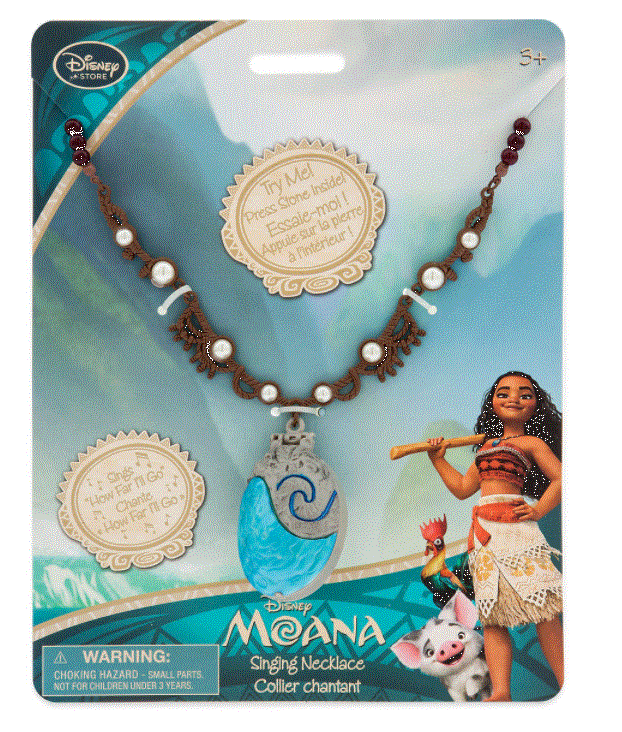 Disney
STORE
3+
Try Me!
Press Stone Inside!
Essaie-moi !
Appuie sur la pierre
à l'intérieur !
Sings
"How Far I'll Go"
Chante
"How Far I'll Go"
Disney
MOANA
Singing Necklace
Collier chantant
WARNING:
CHOKING HAZARD - SMALL PARTS.
NOT FOR CHILDREN UNDER 3 YEARS.